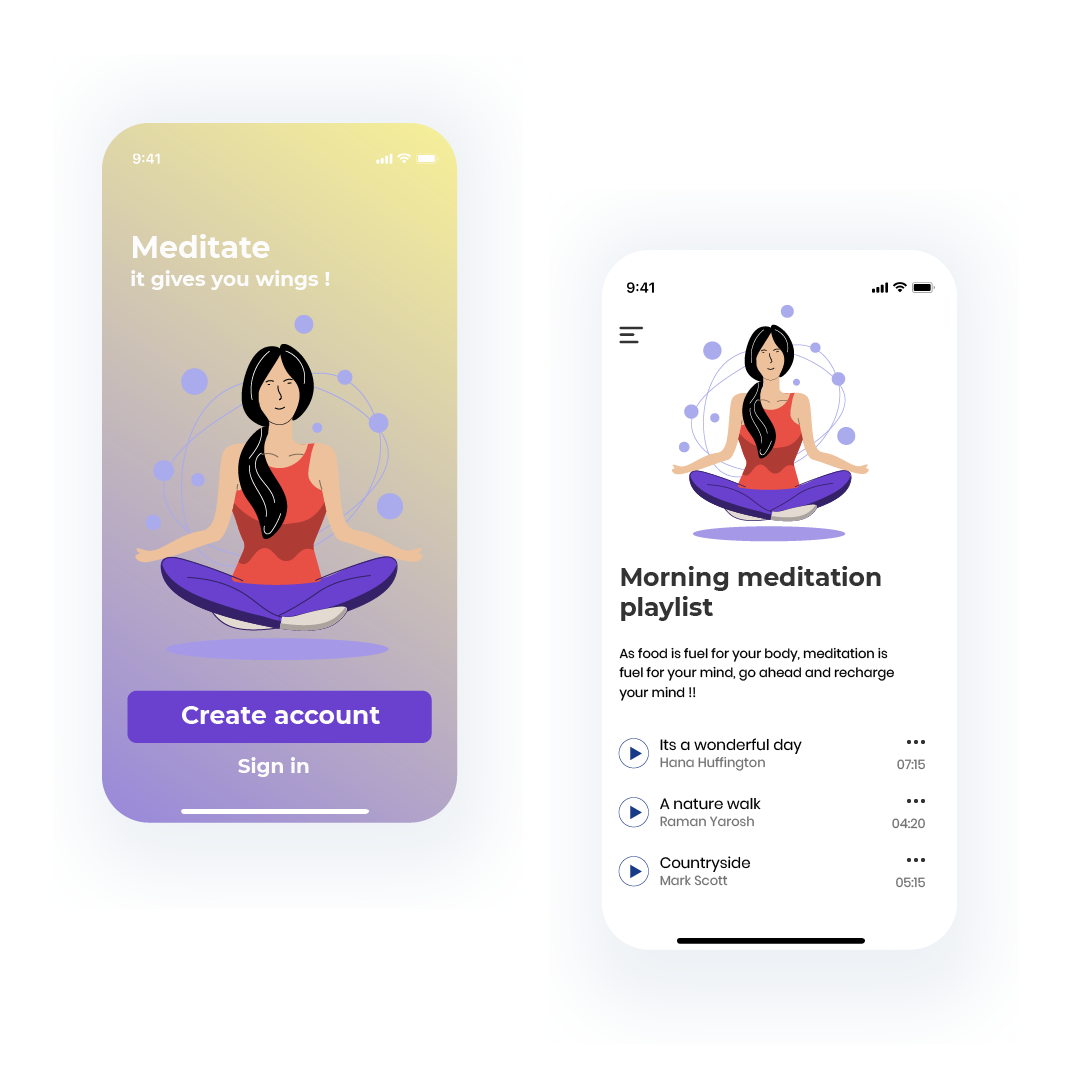 9:41
Meditate
it gives you wings !
Create account
Sign in
9:41
Morning meditation
playlist
As food is fuel for your body, meditation is
fuel for your mind, go ahead and recharge
your mind !!
Its a wonderful day
Hana Huffington
07:15
A nature walk
Raman Yarosh
04:20
Countryside
Mark Scott
05:15